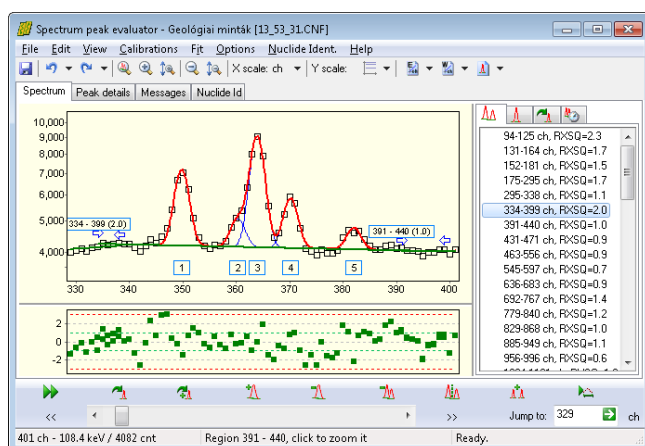 Spectrum peak evaluator - Geológiai minták [13_53_31.CNF]
File Edit View Calibrations Fit Options Nuclide Ident. Help
X scale: ch Y scale:
Spectrum Peak details Messages Nuclide Id
10,000
9,000
8,000
7,000
6,000
5,000
4,000
334 - 399 (2.0)
391 - 440 (1.0)
1 2 3 4 5
330 340 350 360 370 380 390 400
2
0
-2
94-125 ch, RXSQ=2.3
131-164 ch, RXSQ=1.7
152-181 ch, RXSQ=1.5
175-295 ch, RXSQ=1.7
295-338 ch, RXSQ=1.1
334-399 ch, RXSQ=2.0
391-440 ch, RXSQ=1.0
431-471 ch, RXSQ=0.9
463-556 ch, RXSQ=0.9
545-597 ch, RXSQ=0.7
636-683 ch, RXSQ=0.9
692-767 ch, RXSQ=1.4
779-840 ch, RXSQ=1.2
829-868 ch, RXSQ=1.0
885-949 ch, RXSQ=1.1
956-996 ch, RXSQ=0.6
<< >> Jump to: 329 ch
401 ch - 108.4 keV / 4082 cnt Region 391 - 440, click to zoom it Ready.